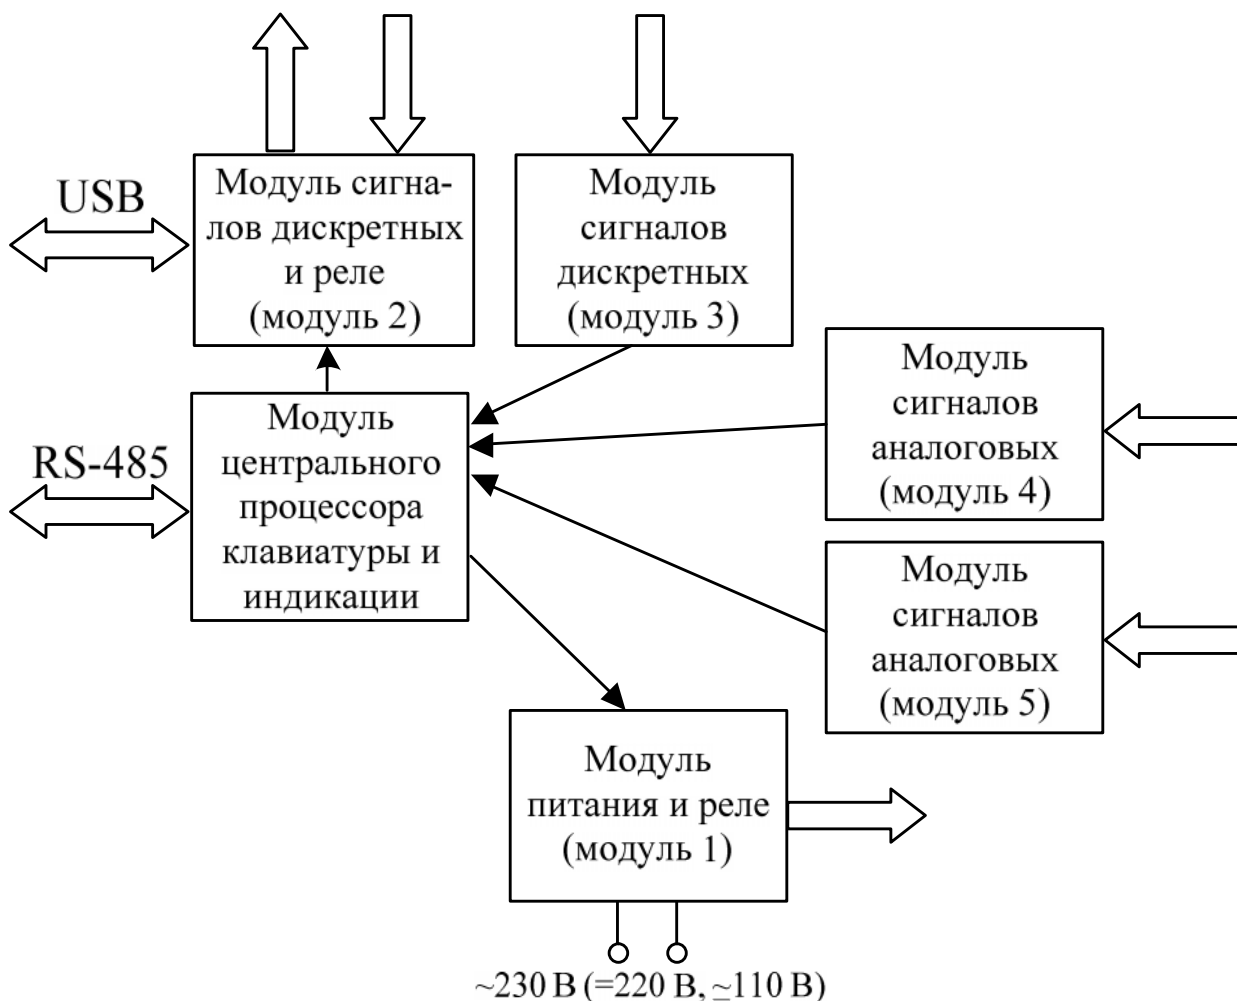 USB
Модуль сигна-
лов дискретных
и реле
(модуль 2)
Модуль
сигналов
дискретных
(модуль 3)
RS-485
Модуль
центрального
процессора
клавиатуры и
индикации
Модуль
сигналов
аналоговых
(модуль 4)
Модуль
сигналов
аналоговых
(модуль 5)
Модуль
питания и реле
(модуль 1)
~230 В (=220 В, ≃110 В)